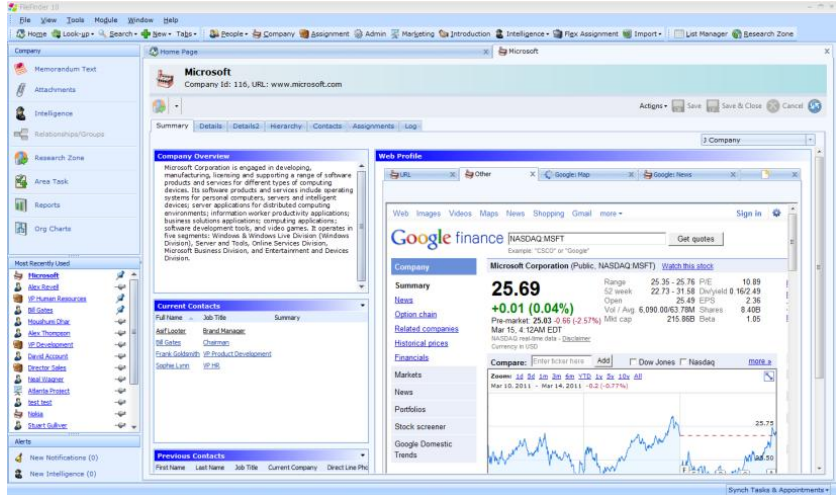 FileFinder 10
File View Tools Module Window Help
Home Look-up Search New Tabs People Company Assignment Admin Marketing Introduction Intelligence Flex Assignment Import List Manager Research Zone
Company
Memorandum Text
Attachments
Intelligence
Relationships/Groups
Research Zone
Area Task
Reports
Org Charts
Most Recently Used
Microsoft
Alex Revell
VP Human Resources
Bill Gates
Houshum Dhar
Alex Thompson
VP Development
David Account
Director Sales
Neal Wagner
Atlanta Project
test test
Nokia
Stuart Gulliver
Alerts
New Notifications (0)
New Intelligence (0)
Home Page X Microsoft X
Microsoft
Company Id: 116, URL: www.microsoft.com
Actions Save Save & Close Cancel
Summary Details Details2 Hierarchy Contacts Assignments Log
J Company
Company Overview
Microsoft Corporation is engaged in developing,
manufacturing, licensing and supporting a range of software
products and services for different types of computing
devices. Its software products and services include operating
systems for personal computers, servers and intelligent
devices; server applications for distributed computing
environments; information worker productivity applications;
business solutions applications; computing applications;
software development tools, and video games. It operates in
five segments: Windows & Windows Live Division (Windows
Division), Server and Tools, Online Services Division,
Microsoft Business Division, and Entertainment and Devices
Division.
Current Contacts
Full Name Job Title Summary
Aaif Looter Brand Manager
Bill Gates Chairman
Frank Goldsmith VP Product Development
Sophie Lynn VP HR
Previous Contacts
First Name Last Name Job Title Current Company Direct Line Pho
Web Profile
URL X Other X Google: Map X Google: News X X
Web Images Videos Maps News Shopping Gmail more Sign in
Google finance NASDAQ:MSFT Get quotes
Example: "CSCO" or "Google"
Company
Summary
News
Option chain
Related companies
Historical prices
Financials
Markets
News
Portfolios
Stock screener
Google Domestic
Trends
Microsoft Corporation (Public, NASDAQ:MSFT) Watch this stock
25.69
+0.01 (0.04%)
Pre-market: 25.03 -0.66 (-2.57%)
Mar 15, 4:12AM EDT
NASDAQ real-time data - Disclaimer
Currency in USD
Range 25.35 - 25.76 P/E 10.89
52 week 22.73 - 31.58 Div/yield 0.16/2.49
Open 25.49 EPS 2.36
Vol / Avg. 6,090.00/63.78M Shares 8.40B
Mkt cap 215.86B Beta 1.05
Compare: Enter ticker here Add Dow Jones Nasdaq more »
Zoom: 1d 5d 1m 3m 6m YTD 1y 5y 10y All
Mar 10, 2011 - Mar 14, 2011 -0.2 (-0.77%)
25.75
25.50
Synch Tasks & Appointments